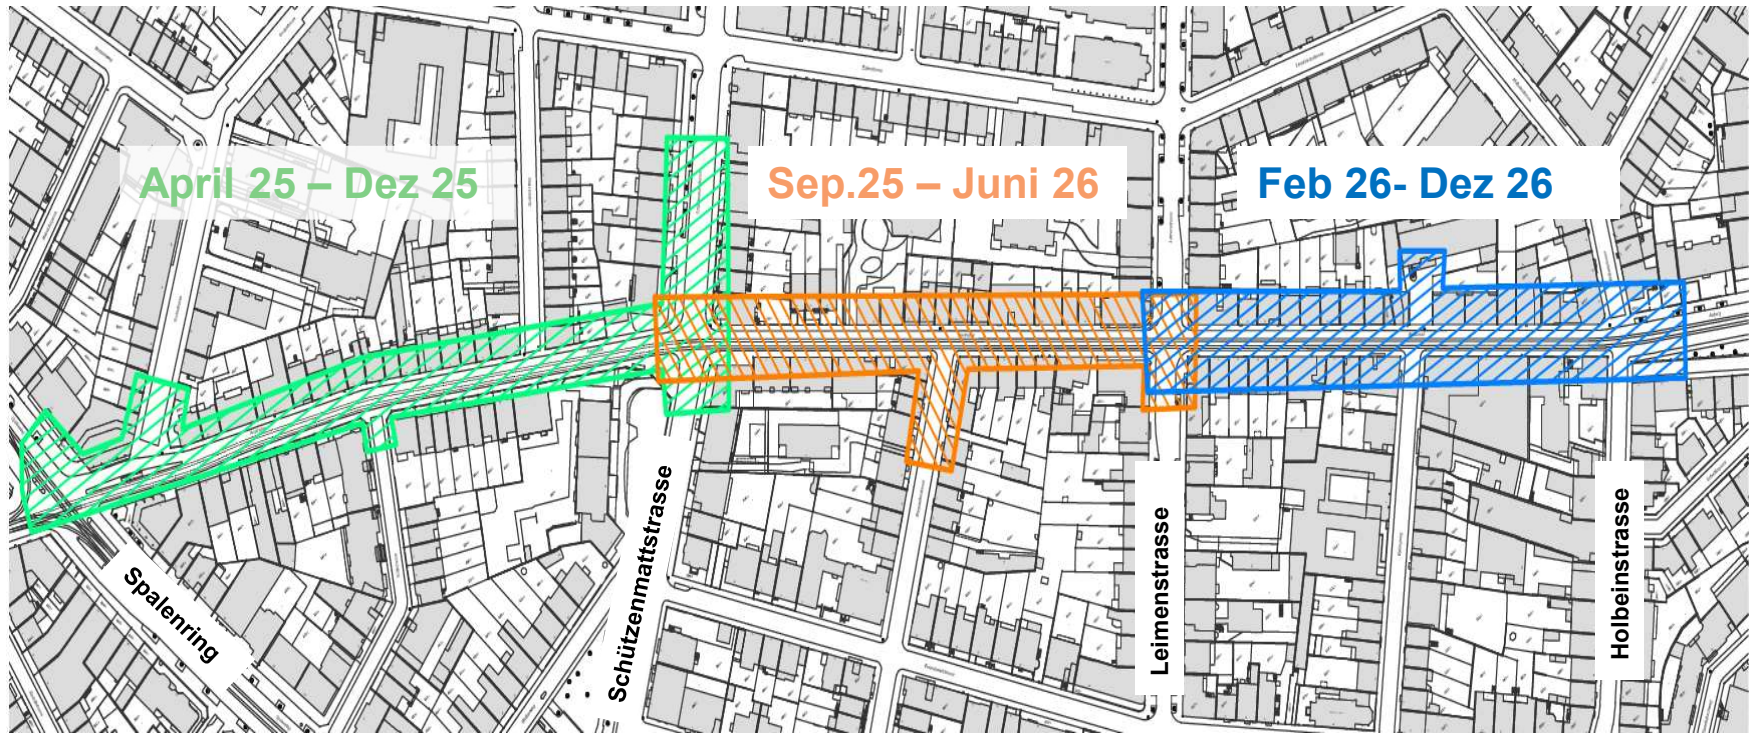 April 25 – Dez 25
Sep.25 – Juni 26
Feb 26- Dez 26
Spalenring
Schützenmattstrasse
Leimenstrasse
Holbeinstrasse